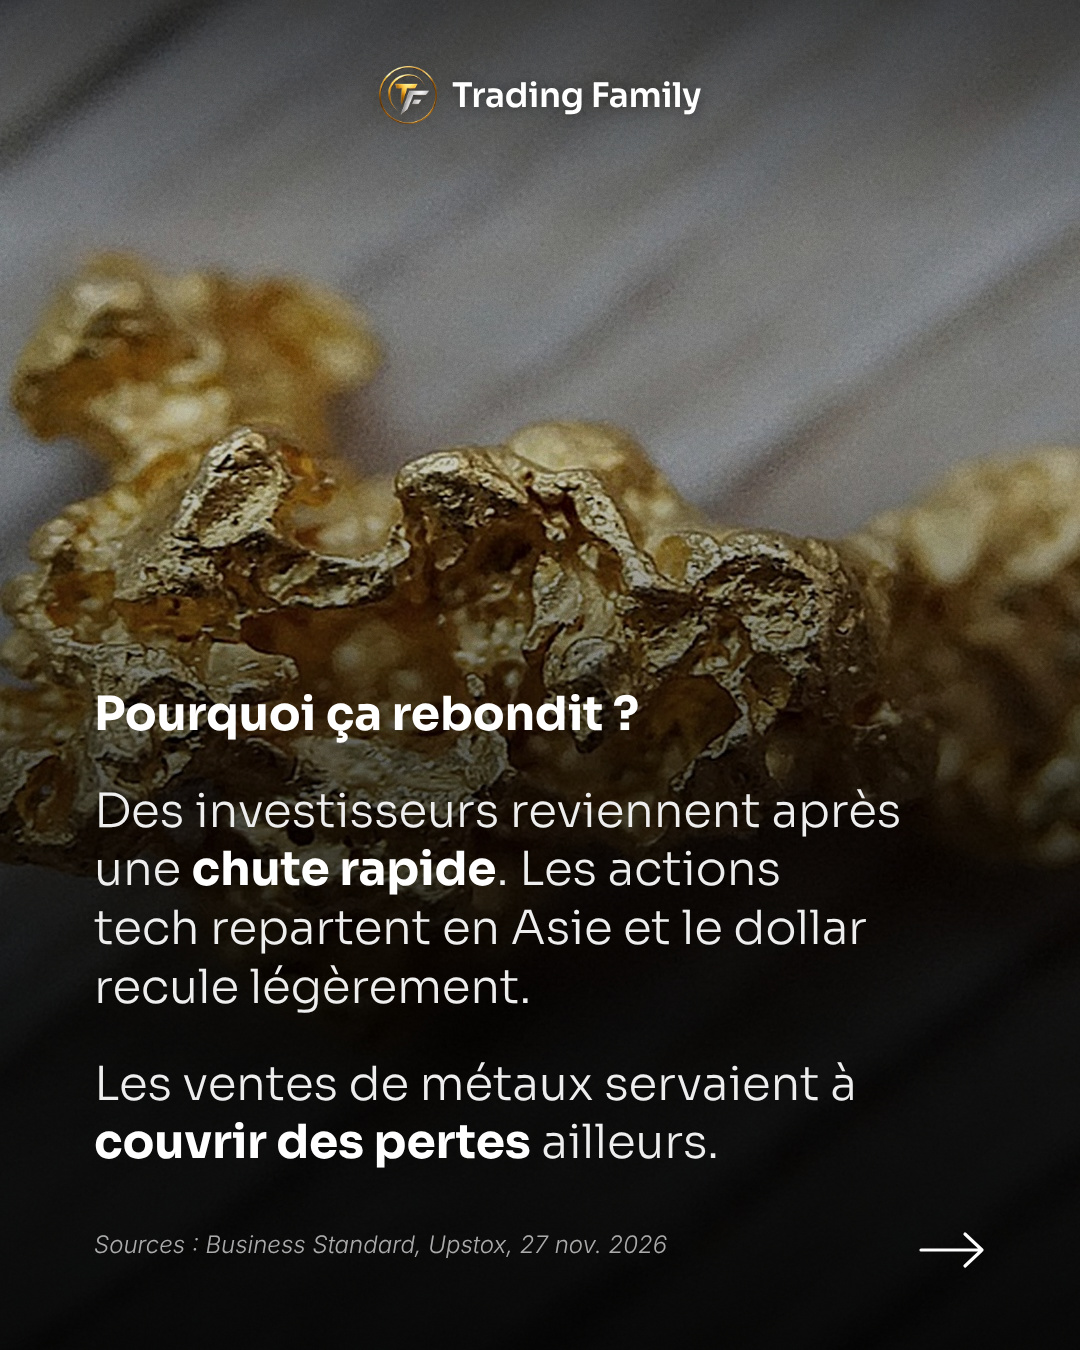 Trading Family
Pourquoi ça rebondit ?
Des investisseurs reviennent après
une chute rapide. Les actions
tech repartent en Asie et le dollar
recule légèrement.
Les ventes de métaux servaient à
couvrir des pertes ailleurs.
Sources : Business Standard, Upstox, 27 nov. 2026